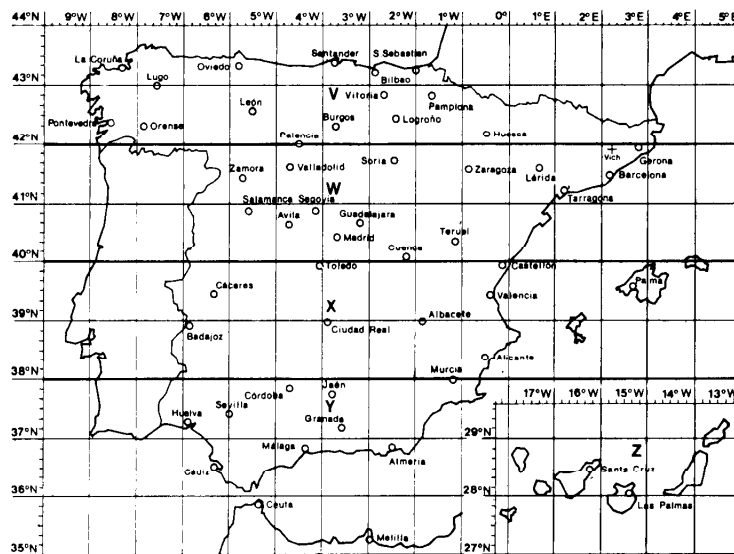 44°N 9°W 8°W 7°W 6°W 5°W 4°W 3°W 2°W 1°W 0° 1°E 2°E 3°E 4°E
La Coruña Oviedo Santander S. Sebastian
43°N Lugo Bilbao
León V Vitoria Pamplona
Pontevedra Orense Burgos Logroño
Palencia Huesca
42°N
Vich
Zamora Valladolid Soria Zaragoza Lérida Gerona
Barcelona
41°N W
Salamanca Segovia Guadalajara Tarragona
Avila Madrid Teruel
Cuenca
40°N Toledo Castellon
Cáceres Palma
Valencia
39°N X
Badajoz Ciudad Real Albacete
Alicante
38°N Murcia
Córdoba Jaén 17°W 16°W 15°W 14°W 13°W
Huelva Sevilla Y
Granada
37°N 29°N
Málaga Almeria Z
Cádiz Santa Cruz
36°N 28°N
Ceuta Las Palmas
35°N Melilla 27°N